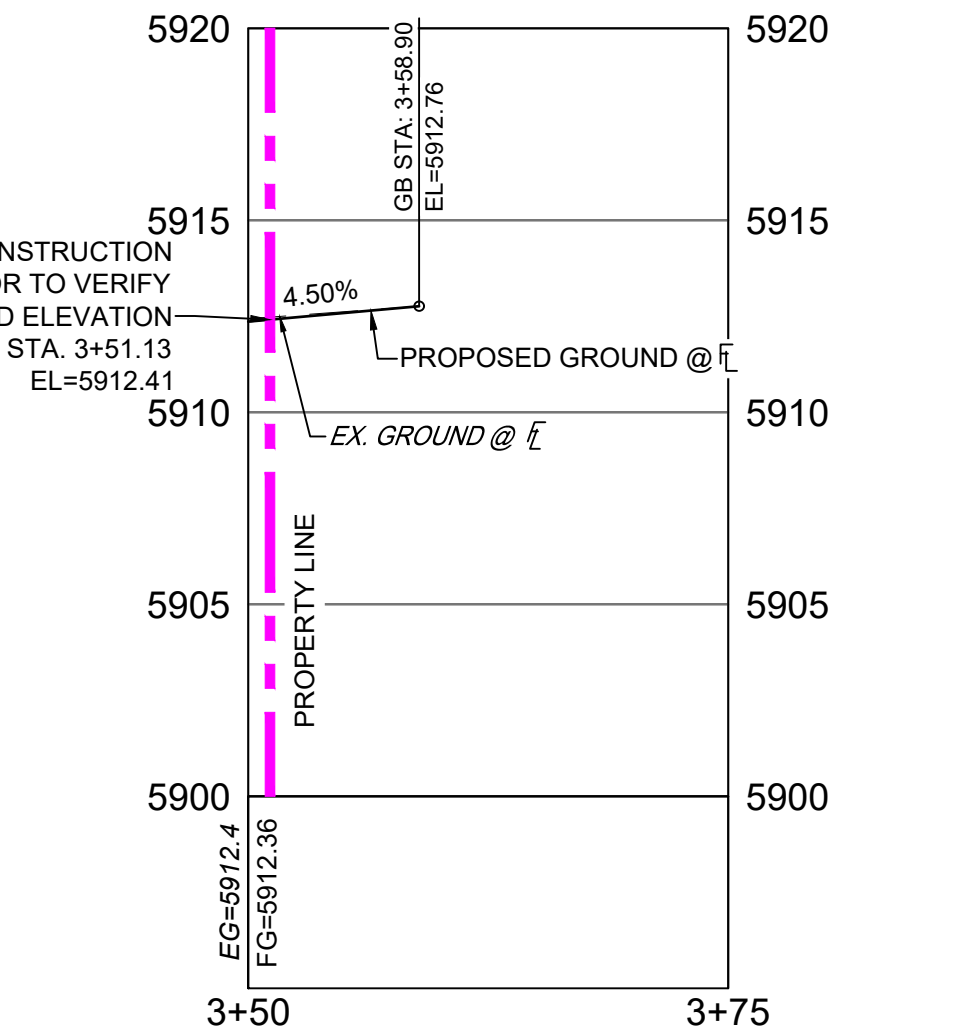 5920
5920
GB STA: 3+58.90
EL=5912.76
5915
5915
NSTRUCTION
OR TO VERIFY
D ELEVATION
STA. 3+51.13
EL=5912.41
4.50%
PROPOSED GROUND @ FL
5910
5910
EX. GROUND @ FL
PROPERTY LINE
5905
5905
5900
5900
EG=5912.4
FG=5912.36
3+50
3+75